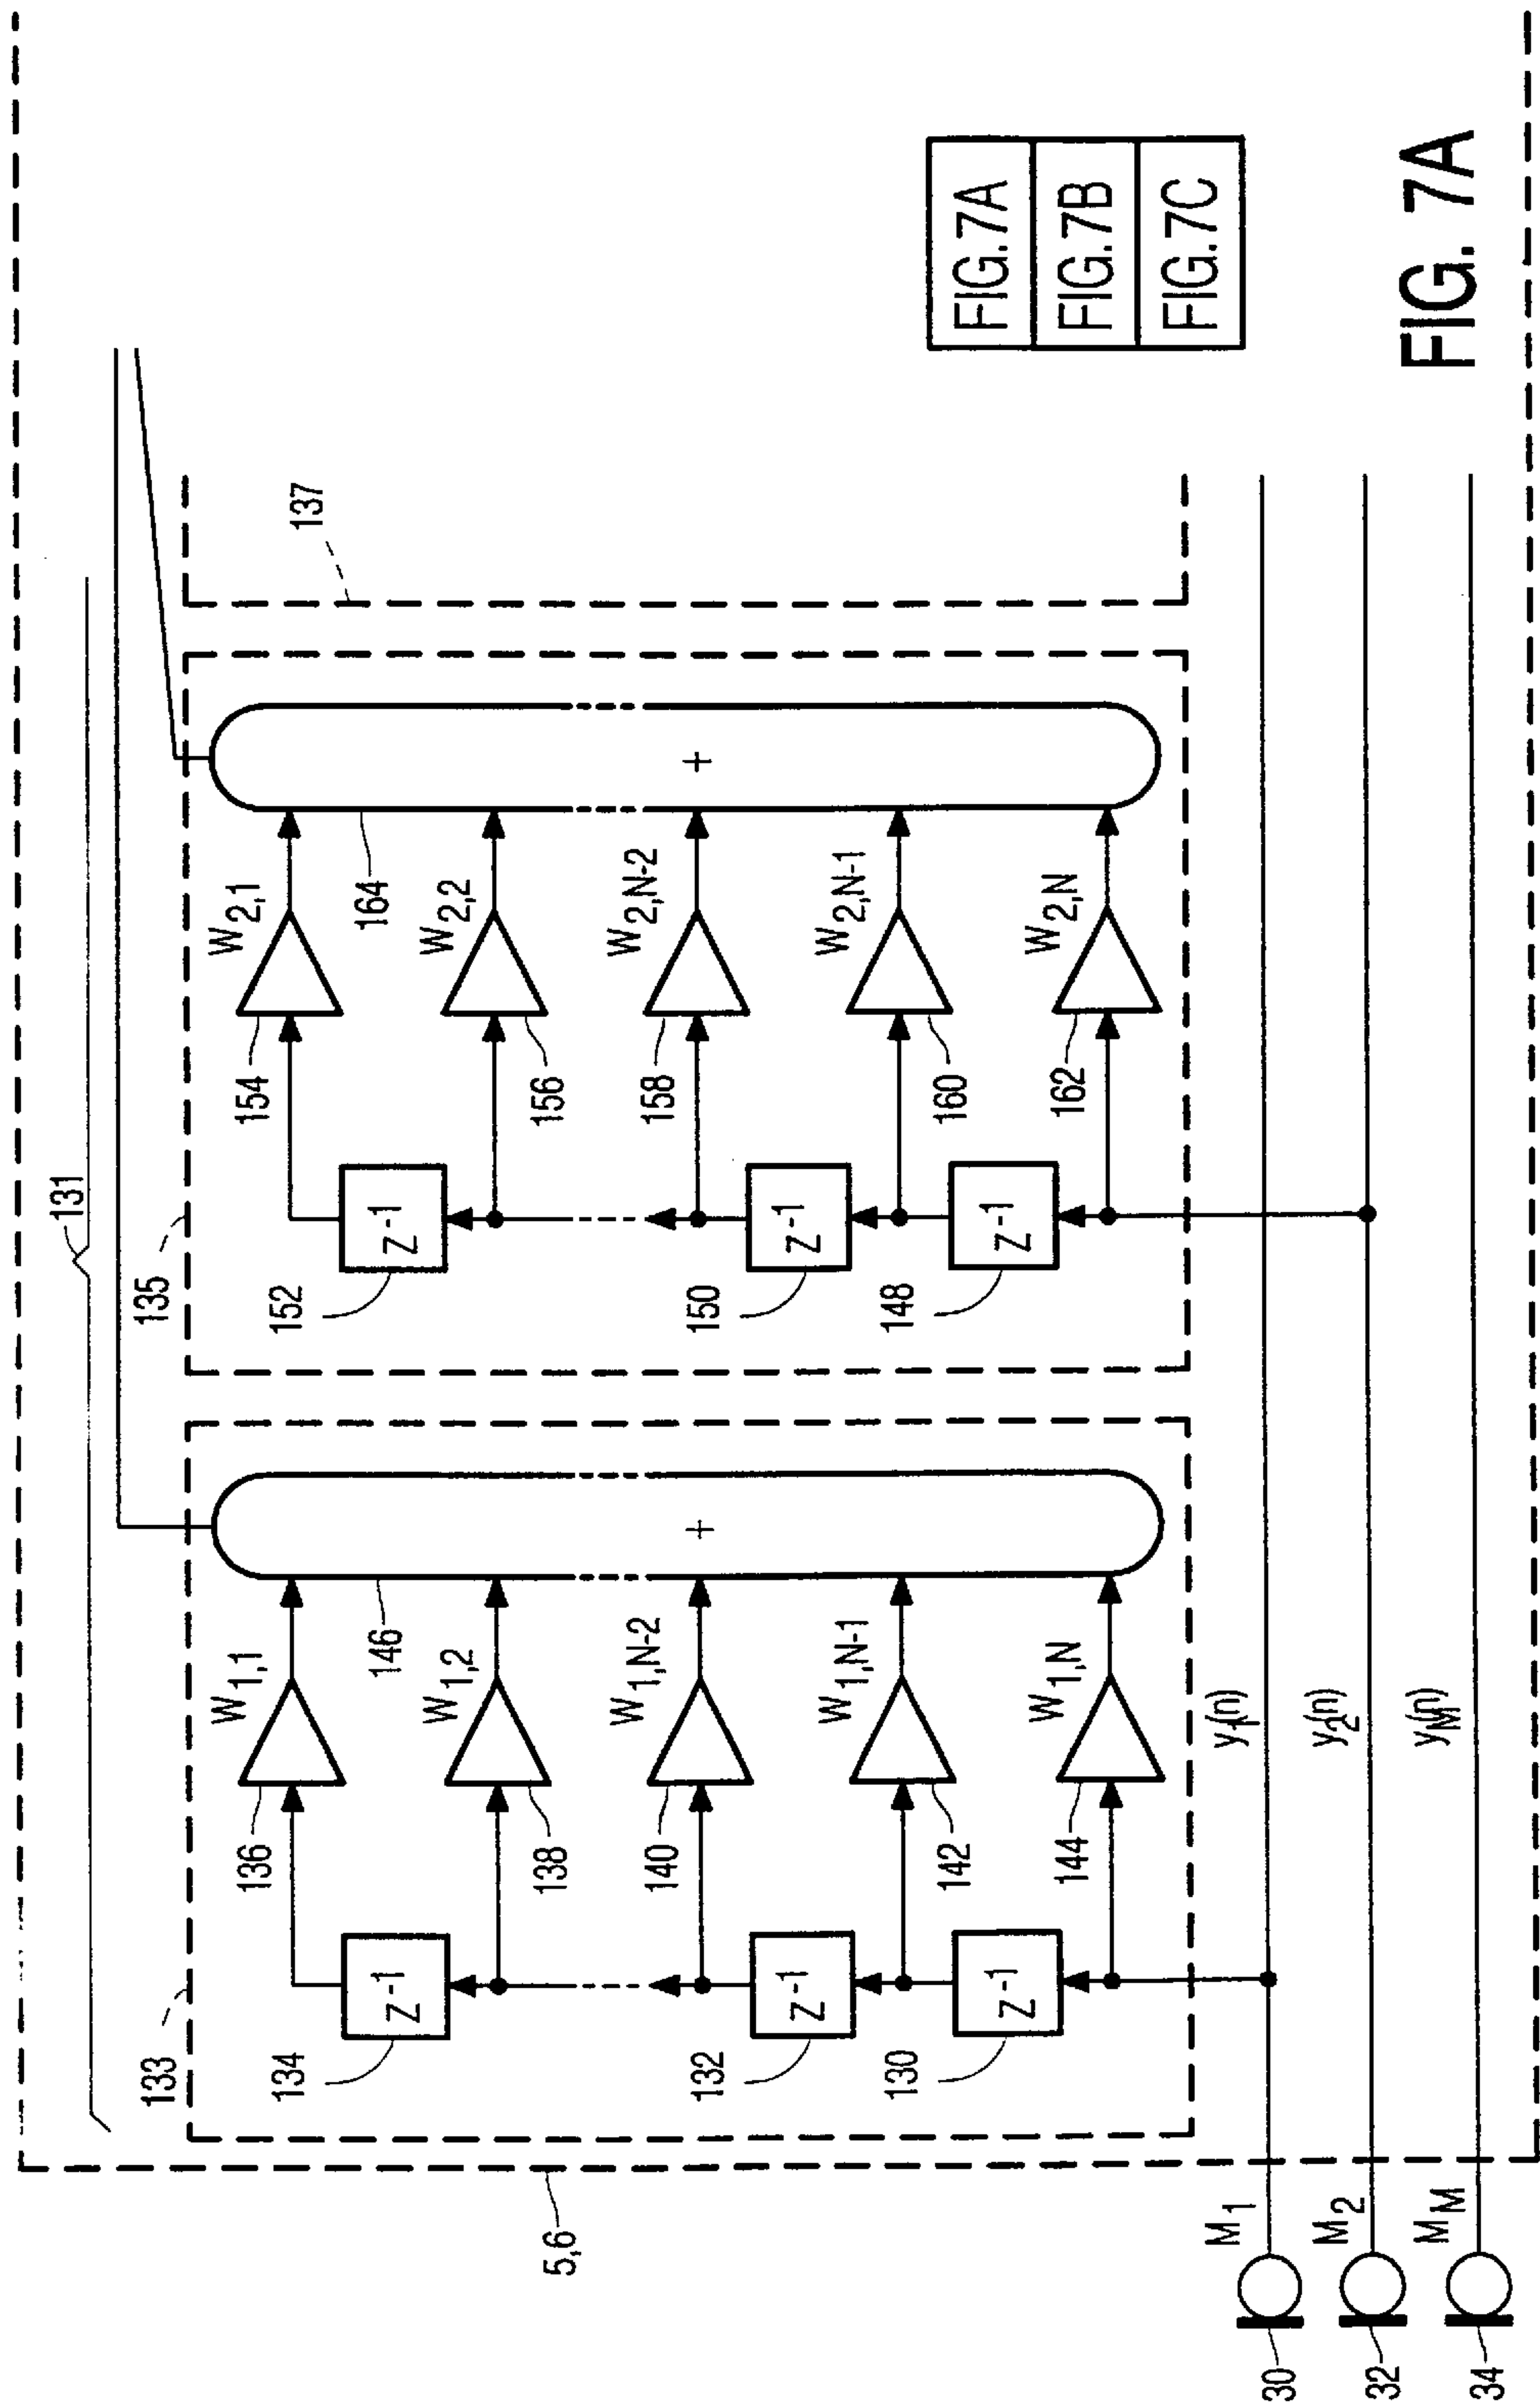 131
133
135
137
W1,1
W2,1
136
154
134
146
152
164
W1,2
W2,2
138
156
W1,N-2
+
W2,N-2
+
140
158
132
Z-1
150
Z-1
Z-1
Z-1
W1,N-1
W2,N-1
142
160
130
Z-1
148
Z-1
W1,N
W2,N
144
162
5,6
M1
y1(n)
30
M2
y2(n)
32
MM
yM(n)
34
FIG.7A
FIG.7B
FIG.7C
FIG. 7A